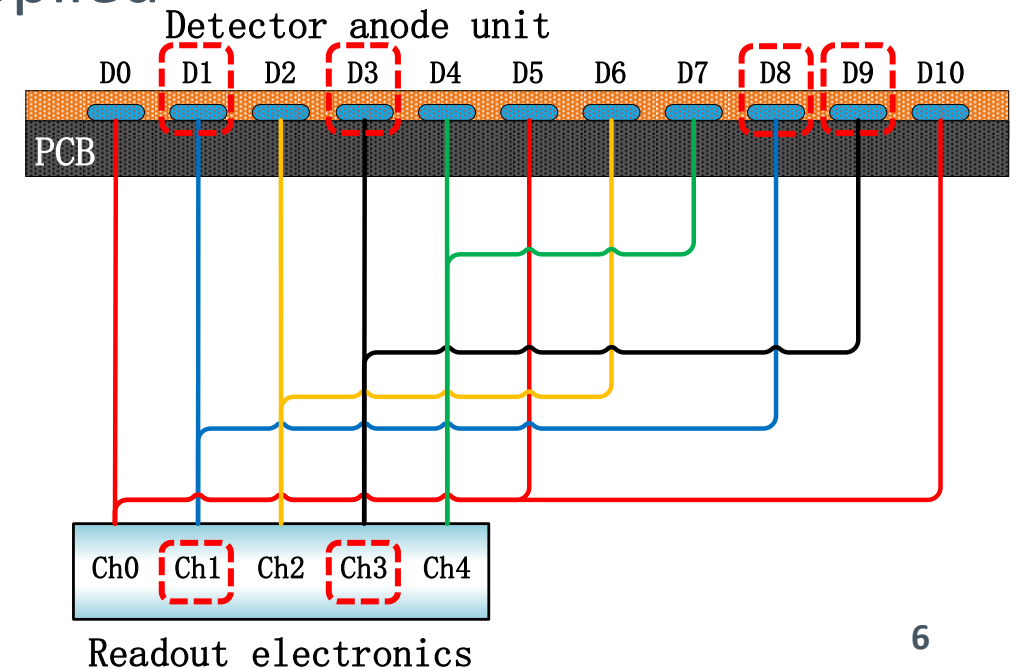 Detector anode unit
D0 D1 D2 D3 D4 D5 D6 D7 D8 D9 D10
PCB
Ch0 Ch1 Ch2 Ch3 Ch4
Readout electronics
6